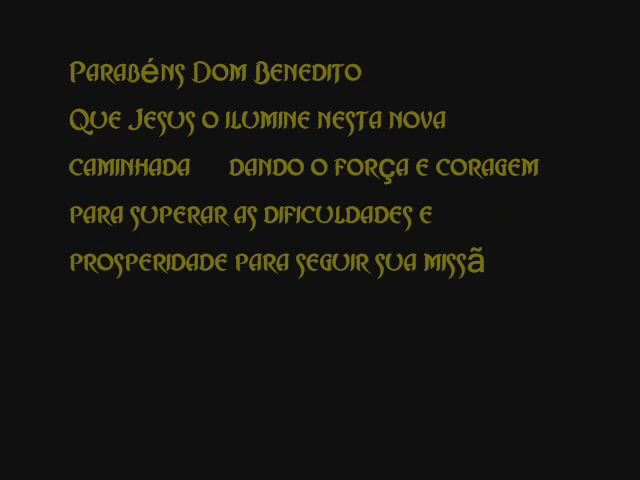 Parabéns Dom Benedito
Que Jesus o ilumine nesta nova
caminhada dando o força e coragem
para superar as dificuldades e
prosperidade para seguir sua missã